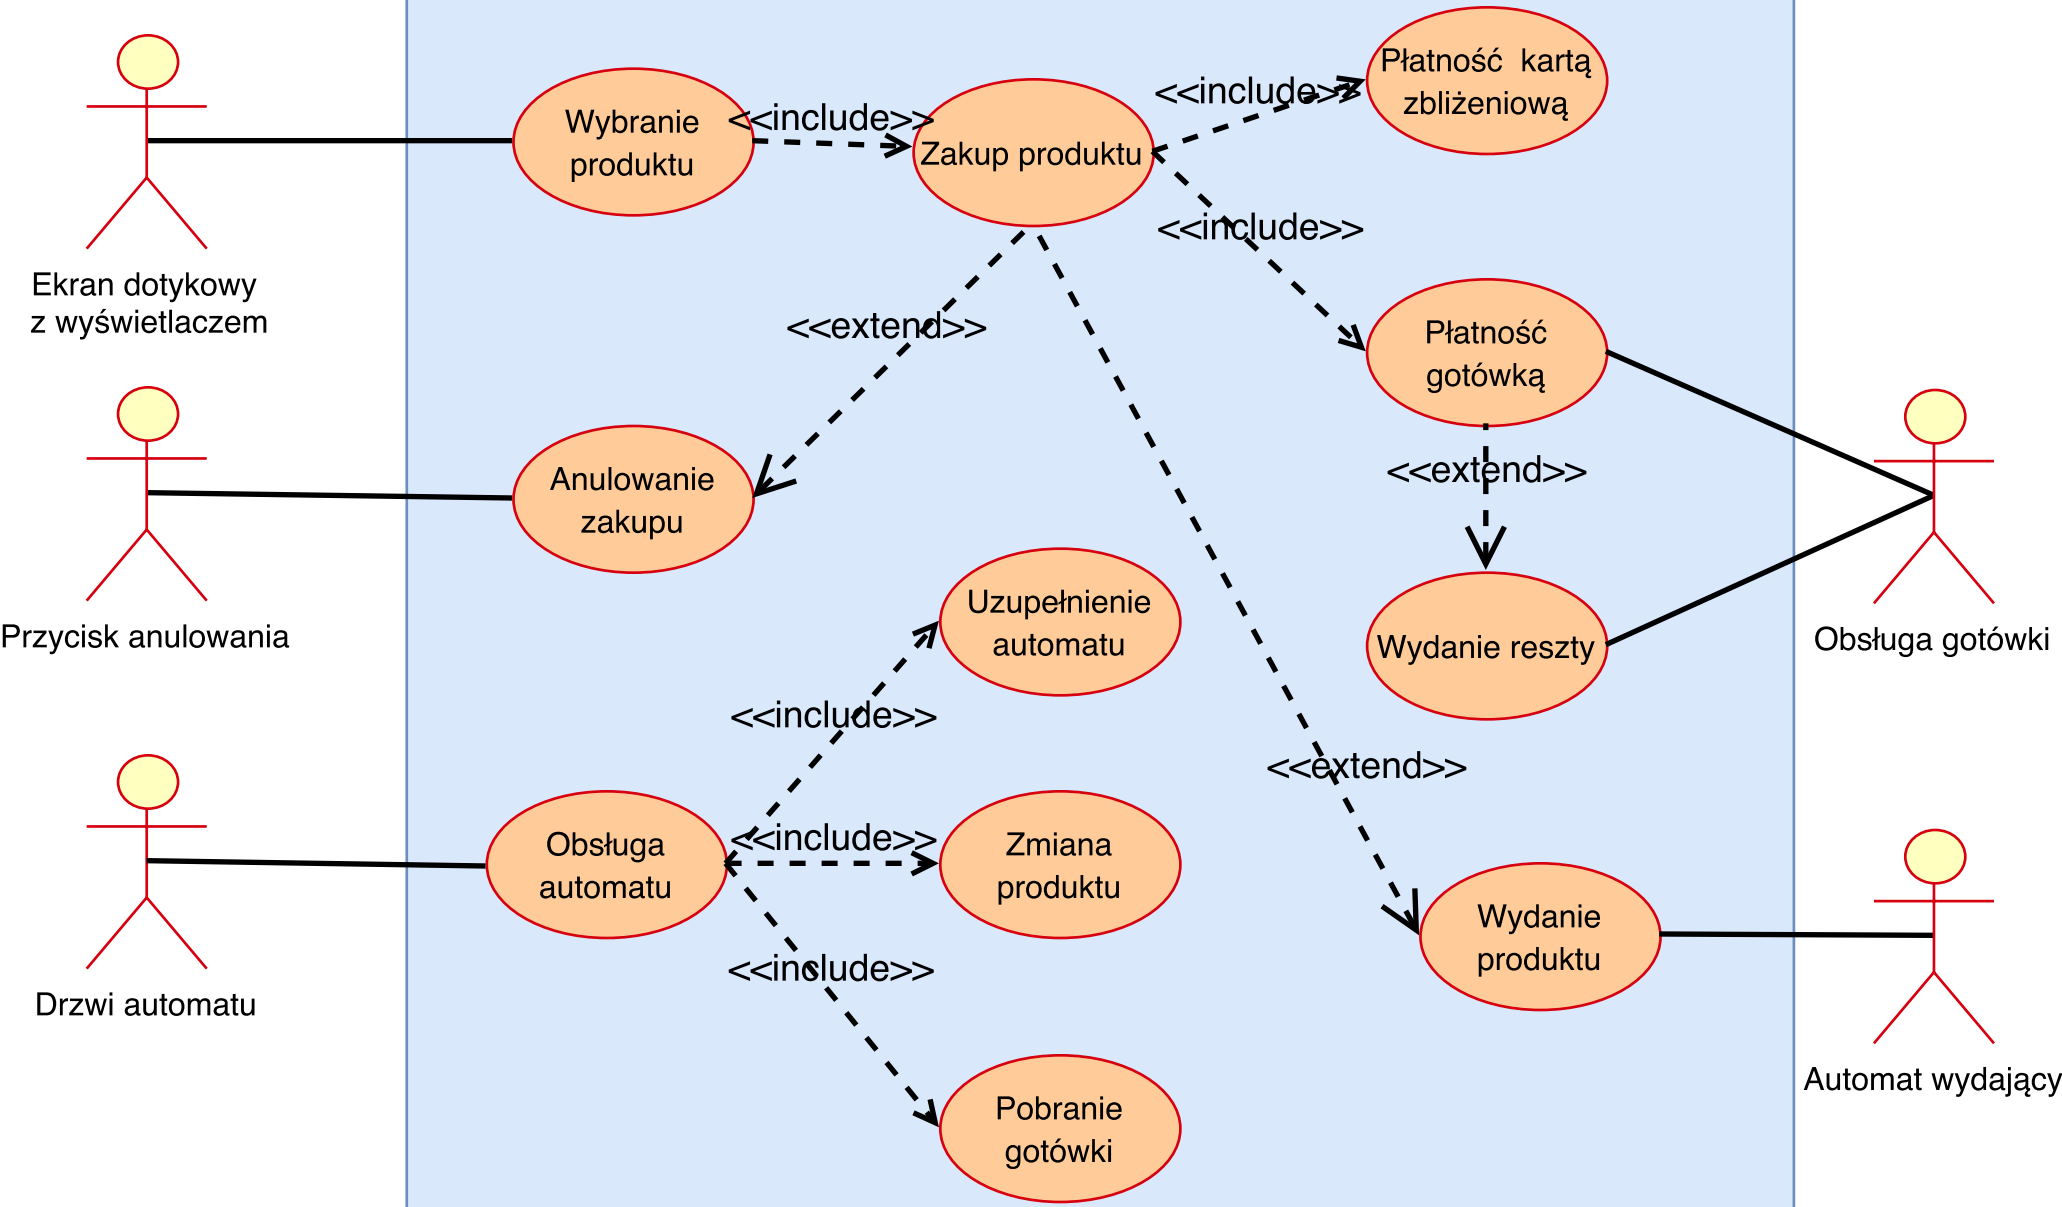 Płatność kartą
zbliżeniową
<<include>>
Wybranie
produktu
<<include>>
Zakup produktu
<<include>>
Ekran dotykowy
z wyświetlaczem
<<extend>>
Płatność
gotówką
<<extend>>
Anulowanie
zakupu
Przycisk anulowania
Uzupełnienie
automatu
Wydanie reszty
Obsługa gotówki
<<include>>
<<extend>>
<<include>>
Obsługa
automatu
Zmiana
produktu
Wydanie
produktu
<<include>>
Drzwi automatu
Automat wydający
Pobranie
gotówki